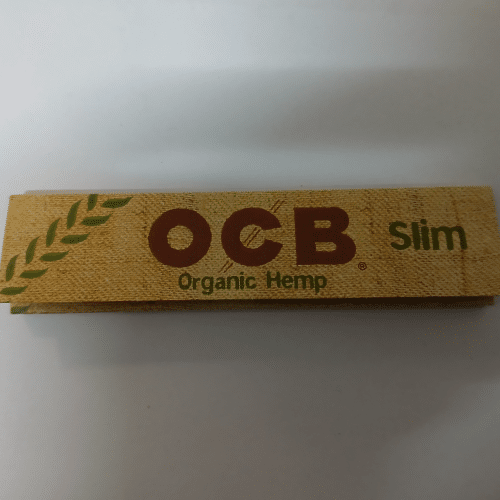 OCB® Slim
Organic Hemp